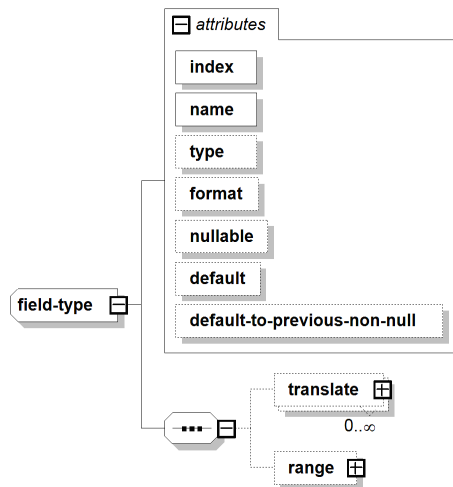 attributes
index
name
type
format
nullable
default
default-to-previous-non-null
field-type
translate
0..∞
range